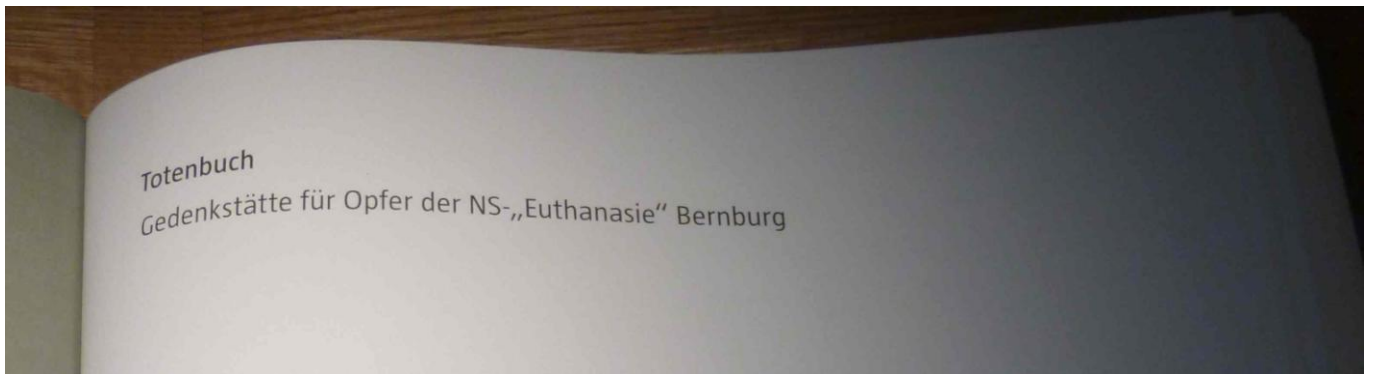 Totenbuch
Gedenkstätte für Opfer der NS-„Euthanasie“ Bernburg